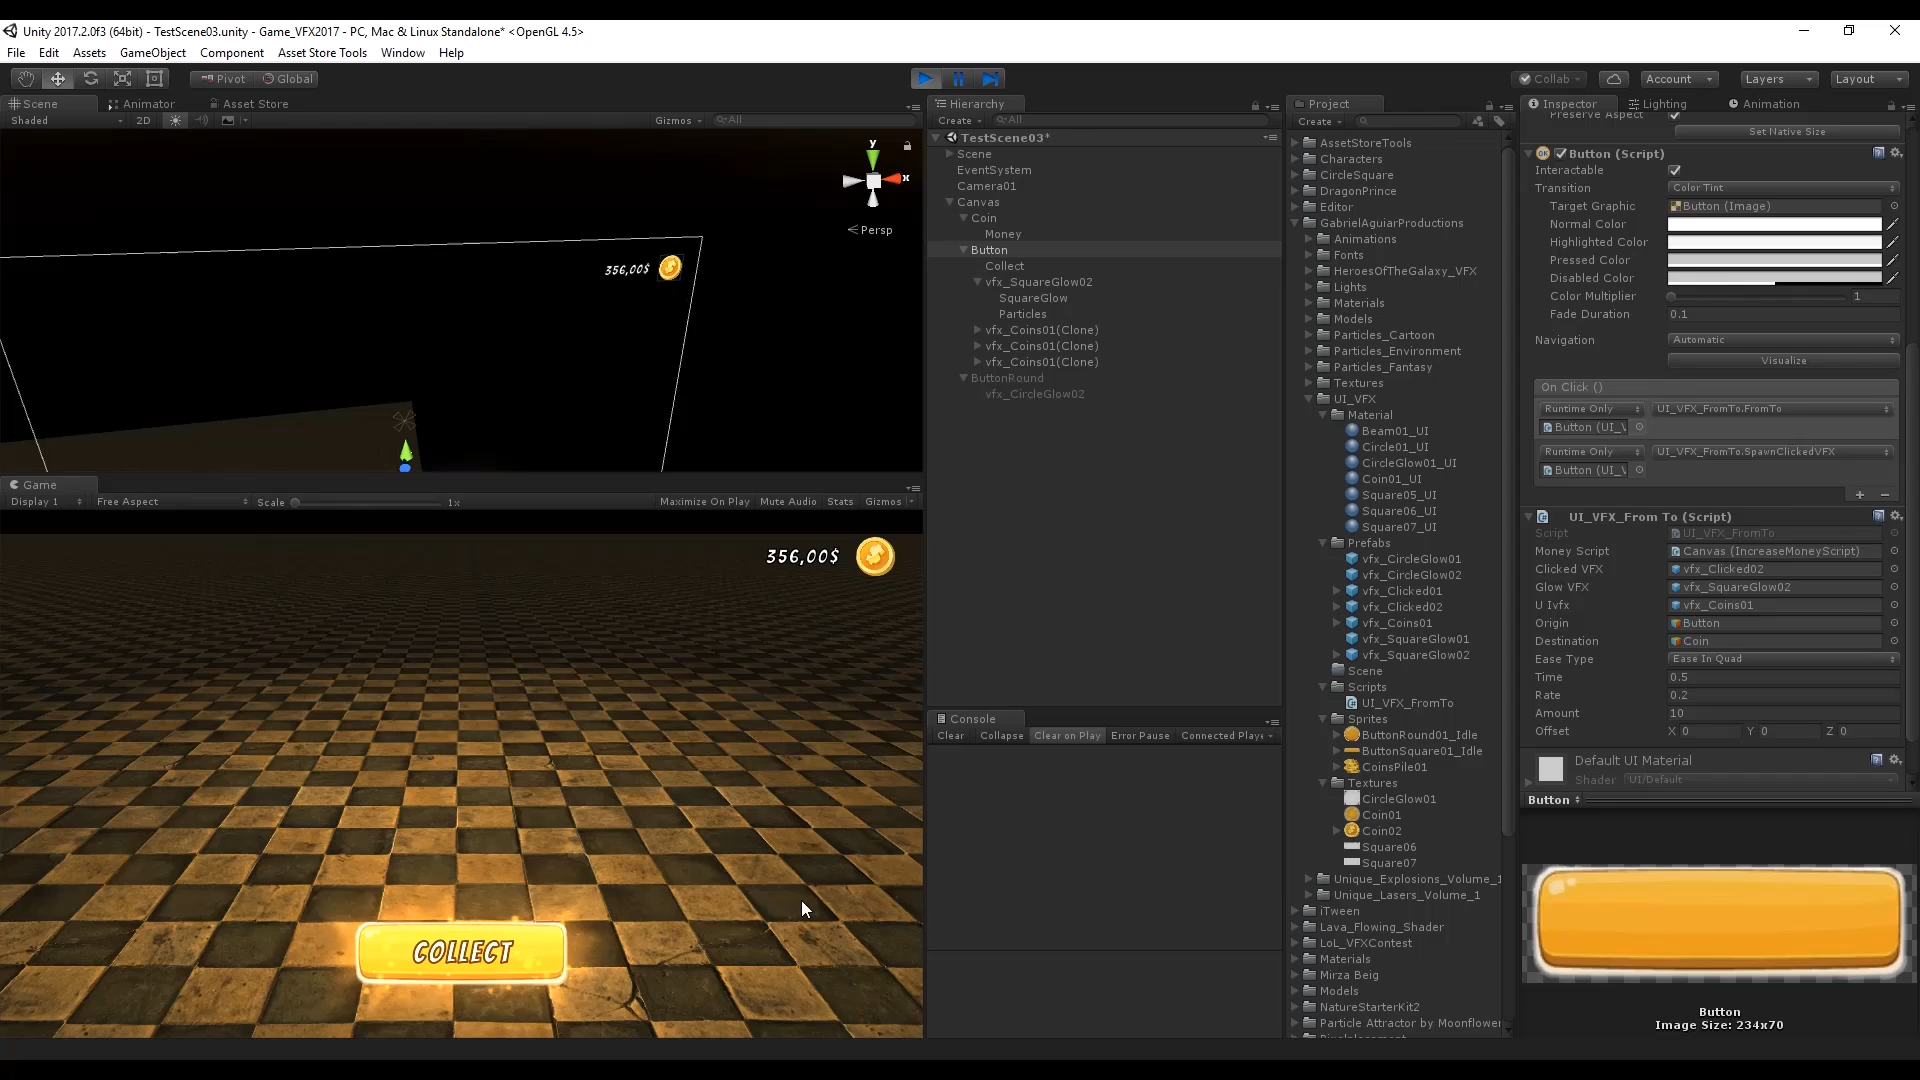 Unity 2017.2.0f3 (64bit) - TestScene03.unity - Game_VFX2017 - PC, Mac & Linux Standalone* <OpenGL 4.5>
File Edit Assets GameObject Component Asset Store Tools Window Help
Pivot Global
Collab Account Layers Layout
Scene Animator Asset Store
Shaded 2D Gizmos All
y
x
Persp
356,00$
Game
Display 1 Free Aspect Scale 1x Maximize On Play Mute Audio Stats Gizmos
356,00$
COLLECT
Hierarchy
Create All
TestScene03*
Scene
EventSystem
Camera01
Canvas
Coin
Money
Button
Collect
vfx_SquareGlow02
SquareGlow
Particles
vfx_Coins01(Clone)
vfx_Coins01(Clone)
vfx_Coins01(Clone)
ButtonRound
vfx_CircleGlow02
Console
Clear Collapse Clear on Play Error Pause Connected Playe
Project
Create
AssetStoreTools
Characters
CircleSquare
DragonPrince
Editor
GabrielAguiarProductions
Animations
Fonts
HeroesOfTheGalaxy_VFX
Lights
Materials
Models
Particles_Cartoon
Particles_Environment
Particles_Fantasy
Textures
UI_VFX
Material
Beam01_UI
Circle01_UI
CircleGlow01_UI
Coin01_UI
Square05_UI
Square06_UI
Square07_UI
Prefabs
vfx_CircleGlow01
vfx_CircleGlow02
vfx_Clicked01
vfx_Clicked02
vfx_Coins01
vfx_SquareGlow01
vfx_SquareGlow02
Scene
Scripts
UI_VFX_FromTo
Sprites
ButtonRound01_Idle
ButtonSquare01_Idle
CoinsPile01
Textures
CircleGlow01
Coin01
Coin02
Square06
Square07
Unique_Explosions_Volume_1
Unique_Lasers_Volume_1
iTween
Lava_Flowing_Shader
LoL_VFXContest
Materials
Mirza Beig
Models
NatureStarterKit2
Particle Attractor by Moonflower
Inspector Lighting Animation
Preserve Aspect
Set Native Size
Button (Script)
Interactable
Transition Color Tint
Target Graphic Button (Image)
Normal Color
Highlighted Color
Pressed Color
Disabled Color
Color Multiplier 1
Fade Duration 0.1
Navigation Automatic
Visualize
On Click ()
Runtime Only UI_VFX_FromTo.FromTo
Button (UI_V
Runtime Only UI_VFX_FromTo.SpawnClickedVFX
Button (UI_V
UI_VFX_From To (Script)
Script UI_VFX_FromTo
Money Script Canvas (IncreaseMoneyScript)
Clicked VFX vfx_Clicked02
Glow VFX vfx_SquareGlow02
U Ivfx vfx_Coins01
Origin Button
Destination Coin
Ease Type Ease In Quad
Time 0.5
Rate 0.2
Amount 10
Offset X 0 Y 0 Z 0
Default UI Material
Shader UI/Default
Button
Button
Image Size: 234x70